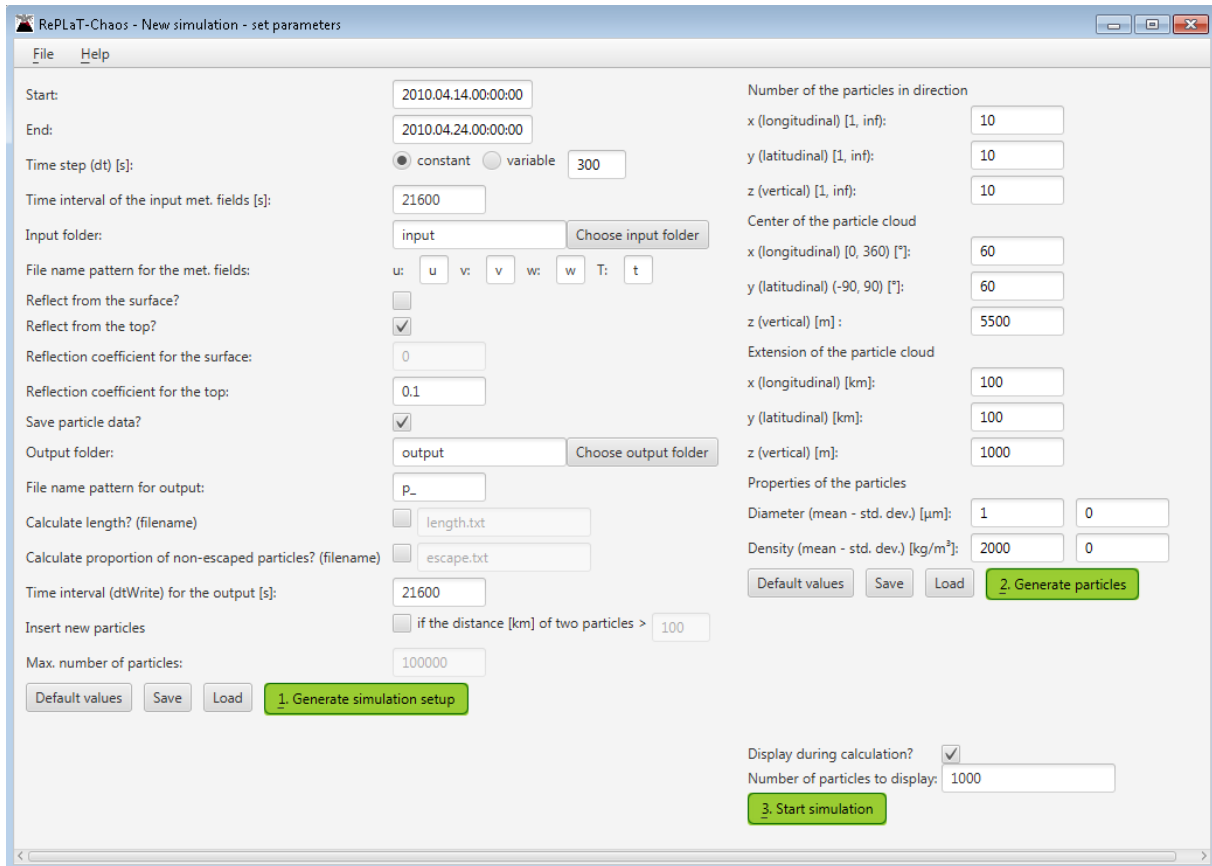 RePLaT-Chaos - New simulation - set parameters
File Help
Start: 2010.04.14.00:00:00
End: 2010.04.24.00:00:00
Time step (dt) [s]: constant variable 300
Time interval of the input met. fields [s]: 21600
Input folder: input Choose input folder
File name pattern for the met. fields: u: u v: v w: w T: t
Reflect from the surface?
Reflect from the top?
Reflection coefficient for the surface: 0
Reflection coefficient for the top: 0.1
Save particle data?
Output folder: output Choose output folder
File name pattern for output: p_
Calculate length? (filename) length.txt
Calculate proportion of non-escaped particles? (filename) escape.txt
Time interval (dtWrite) for the output [s]: 21600
Insert new particles if the distance [km] of two particles > 100
Max. number of particles: 100000
Default values Save Load 1. Generate simulation setup
Number of the particles in direction
x (longitudinal) [1, inf): 10
y (latitudinal) [1, inf): 10
z (vertical) [1, inf): 10
Center of the particle cloud
x (longitudinal) [0, 360) [°]: 60
y (latitudinal) (-90, 90) [°]: 60
z (vertical) [m] : 5500
Extension of the particle cloud
x (longitudinal) [km]: 100
y (latitudinal) [km]: 100
z (vertical) [m]: 1000
Properties of the particles
Diameter (mean - std. dev.) [µm]: 1 0
Density (mean - std. dev.) [kg/m³]: 2000 0
Default values Save Load 2. Generate particles
Display during calculation?
Number of particles to display: 1000
3. Start simulation